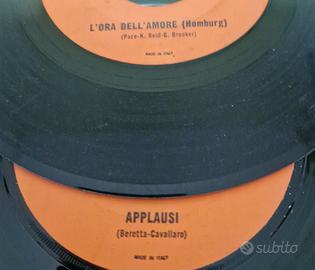 L'ORA DELL'AMORE (Homburg)
(Pace-K. Reid-G. Brooker)
MADE IN ITALY
APPLAUSI
(Beretta-Cavallaro)
MADE IN ITALY
subito